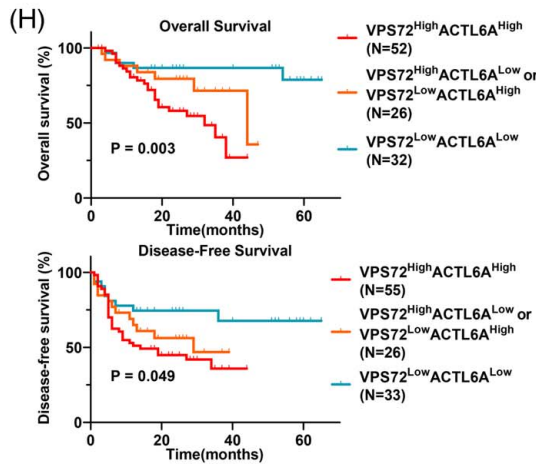 (H)
Overall Survival
Overall survival (%)
100
50
0
P = 0.003
0 20 40 60
Time(months)
VPS72HighACTL6AHigh
(N=52)
VPS72HighACTL6ALow or
VPS72LowACTL6AHigh
(N=26)
VPS72LowACTL6ALow
(N=32)
Disease-Free Survival
Disease-free survival (%)
100
50
0
P = 0.049
0 20 40 60
Time(months)
VPS72HighACTL6AHigh
(N=55)
VPS72HighACTL6ALow or
VPS72LowACTL6AHigh
(N=26)
VPS72LowACTL6ALow
(N=33)